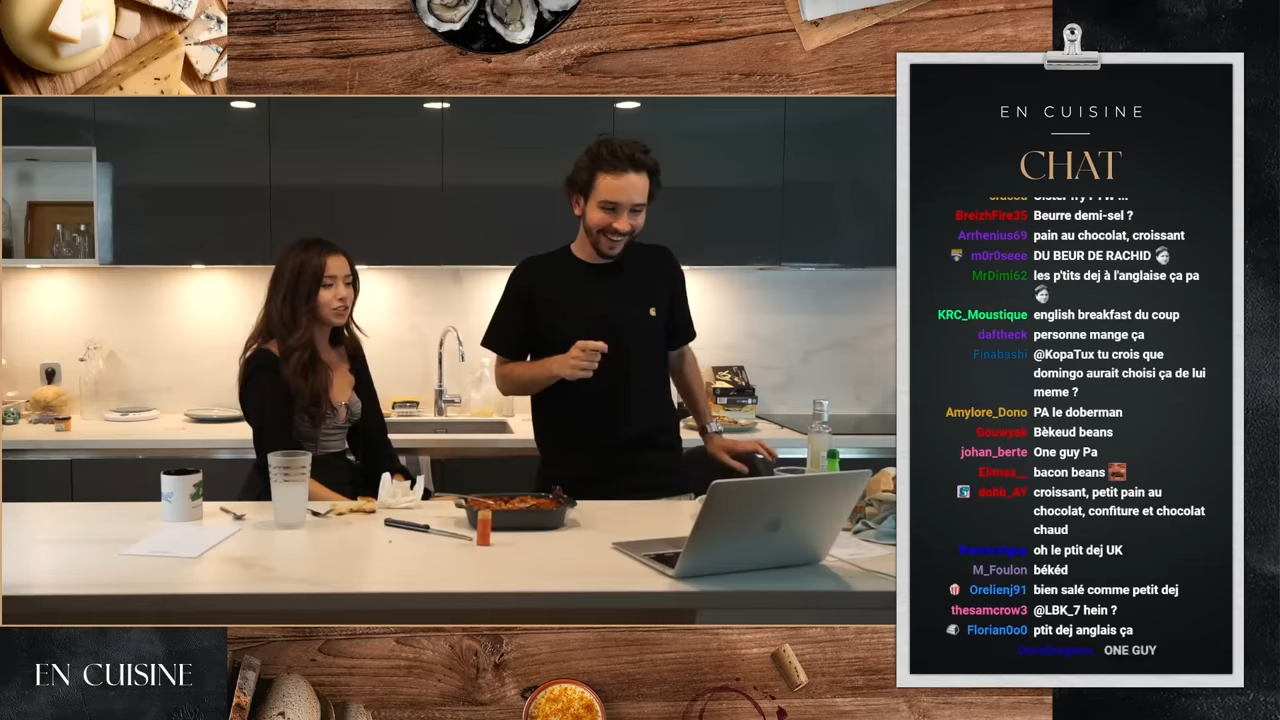 EN CUISINE
CHAT
BreizhFire35 Beurre demi-sel ?
Arrhenius69 pain au chocolat, croissant
m0r0seee DU BEUR DE RACHID
MrDimi62 les p'tits dej à l'anglaise ça pa
KRC_Moustique english breakfast du coup
daftheck personne mange ça
Finabashi @KopaTux tu crois que
domingo aurait choisi ça de lui
meme ?
Amylore_Dono PA le doberman
Gouwyak Bèkeud beans
johan_berte One guy Pa
bacon beans
dohb_AY croissant, petit pain au
chocolat, confiture et chocolat
chaud
oh le ptit dej UK
M_Foulon békéd
Orelienj91 bien salé comme petit dej
thesamcrow3 @LBK_7 hein ?
Florian0o0 ptit dej anglais ça
ONE GUY
EN CUISINE